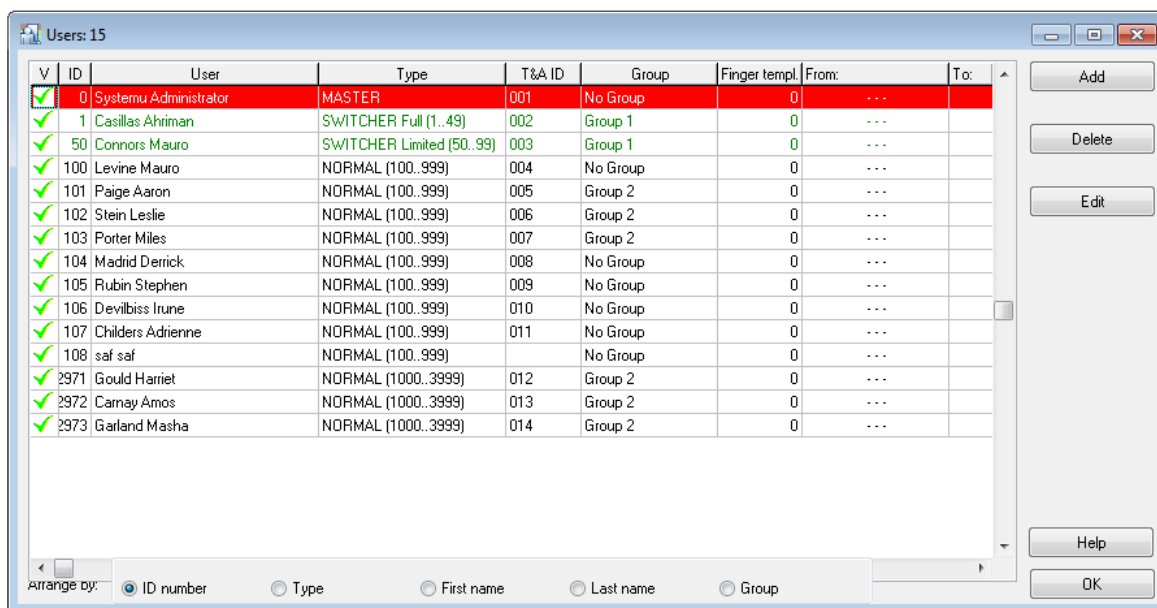 Users: 15
V ID User Type T&A ID Group Finger templ. From: To:
0 Systemu Administrator MASTER 001 No Group 0 - - -
1 Casillas Ahriman SWITCHER Full (1..49) 002 Group 1 0 - - -
50 Connors Mauro SWITCHER Limited (50..99) 003 Group 1 0 - - -
100 Levine Mauro NORMAL (100..999) 004 No Group 0 - - -
101 Paige Aaron NORMAL (100..999) 005 Group 2 0 - - -
102 Stein Leslie NORMAL (100..999) 006 Group 2 0 - - -
103 Porter Miles NORMAL (100..999) 007 Group 2 0 - - -
104 Madrid Derrick NORMAL (100..999) 008 No Group 0 - - -
105 Rubin Stephen NORMAL (100..999) 009 No Group 0 - - -
106 Devilbiss Irune NORMAL (100..999) 010 No Group 0 - - -
107 Childers Adrienne NORMAL (100..999) 011 No Group 0 - - -
108 saf saf NORMAL (100..999) No Group 0 - - -
2971 Gould Harriet NORMAL (1000..3999) 012 Group 2 0 - - -
2972 Carnay Amos NORMAL (1000..3999) 013 Group 2 0 - - -
2973 Garland Masha NORMAL (1000..3999) 014 Group 2 0 - - -
Add
Delete
Edit
Help
OK
Arrange by: ID number Type First name Last name Group